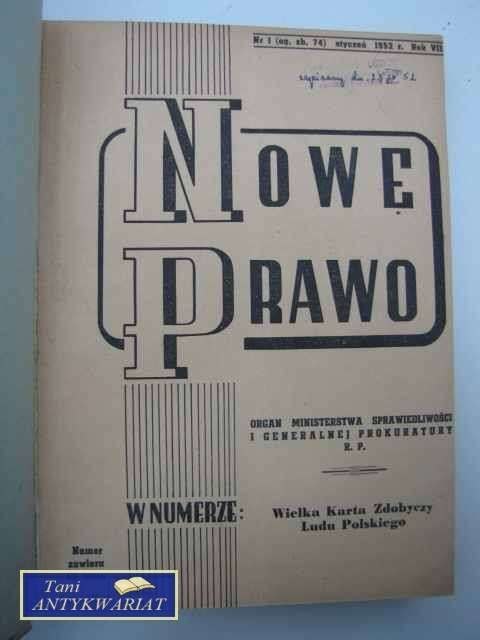 Nr 1 (og. zb. 74) styczeń 1952 r. Rok VIII
NOWE
PRAWO
ORGAN MINISTERSTWA SPRAWIEDLIWOŚCI
I GENERALNEJ PROKURATURY
R. P.
W NUMERZE:
Wielka Karta Zdobyczy
Ludu Polskiego
Numer
zawiera
Tani
ANTYKWARIAT